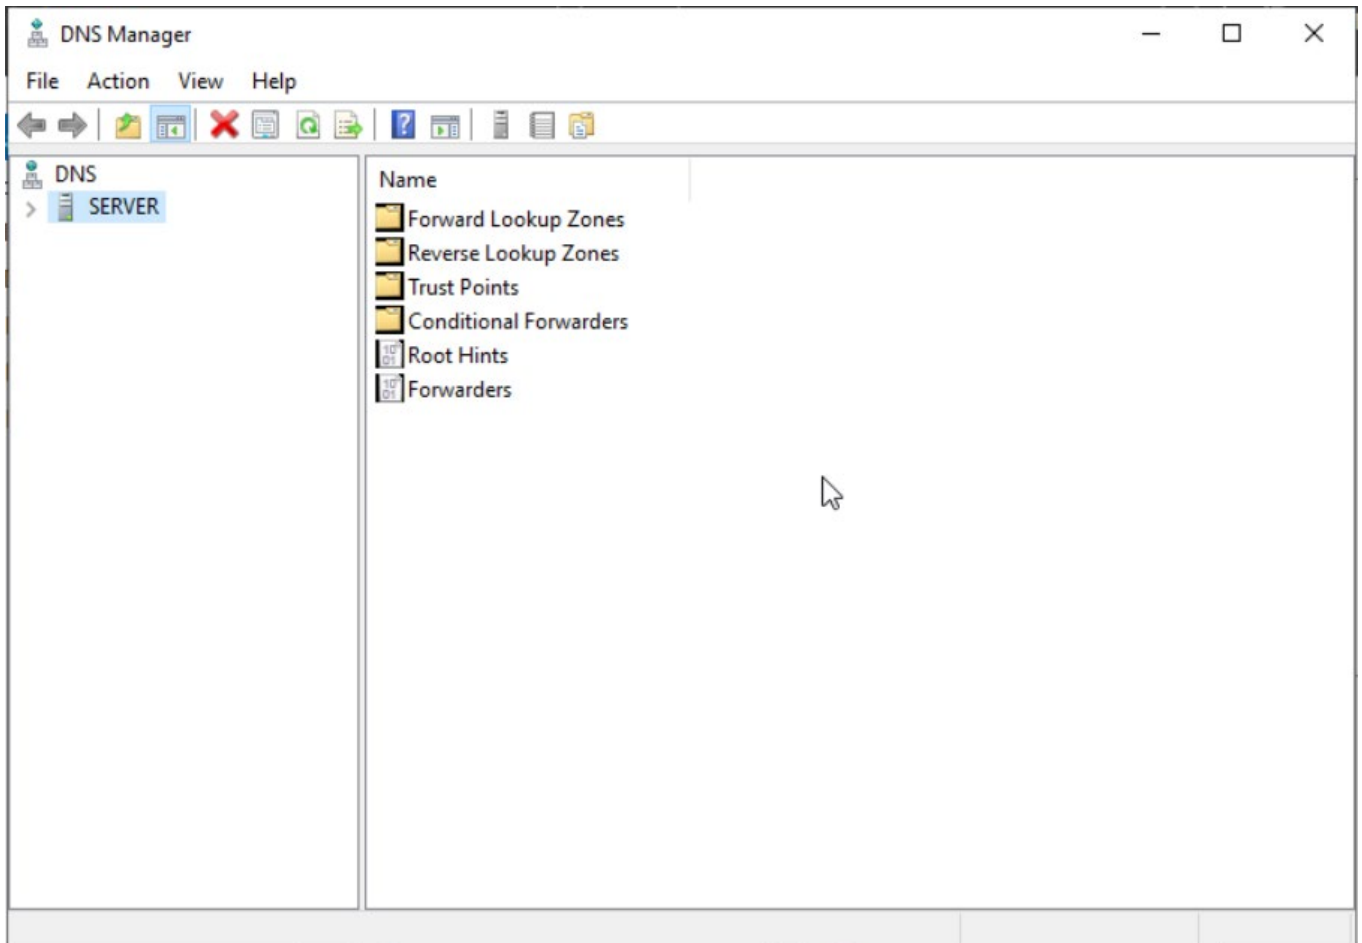 DNS Manager
File Action View Help
DNS
SERVER
Name
Forward Lookup Zones
Reverse Lookup Zones
Trust Points
Conditional Forwarders
Root Hints
Forwarders